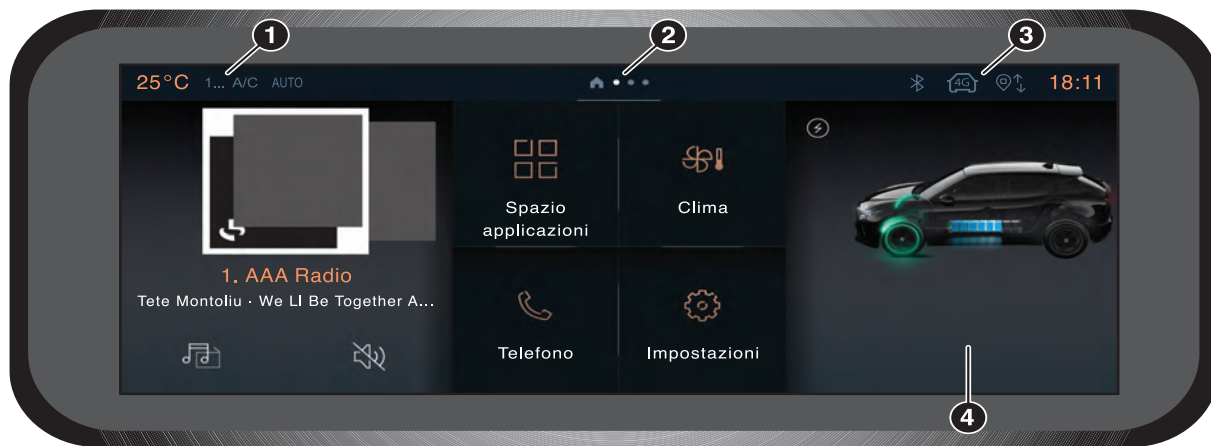 1
2
3
25°C 1... A/C AUTO
4G
18:11
Spazio
applicazioni
Clima
1. AAA Radio
Tete Montoliu · We Ll Be Together A...
Telefono
Impostazioni
4